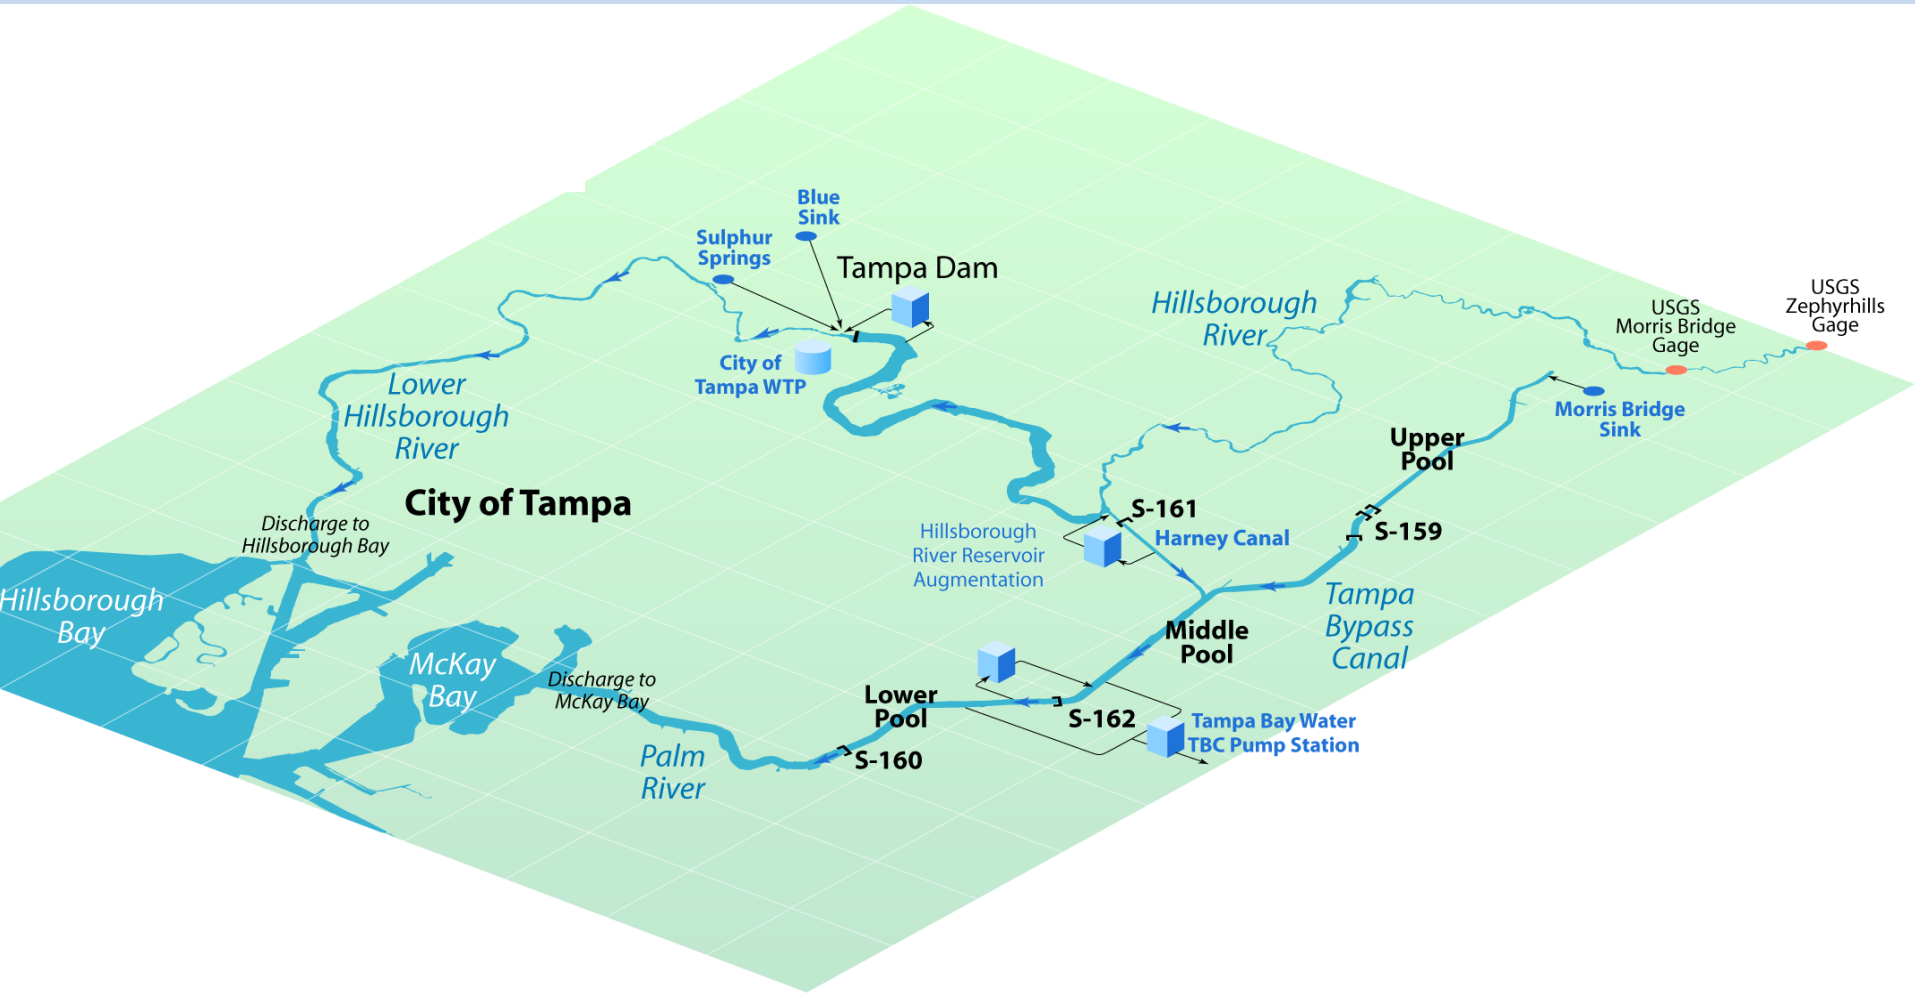 Blue
Sink
Sulphur
Springs
Tampa Dam
City of
Tampa WTP
Hillsborough
River
USGS
Morris Bridge
Gage
USGS
Zephyrhills
Gage
Morris Bridge
Sink
Upper
Pool
Lower
Hillsborough
River
City of Tampa
Discharge to
Hillsborough Bay
Hillsborough
River Reservoir
Augmentation
S-161
Harney Canal
S-159
Tampa
Bypass
Canal
Hillsborough
Bay
McKay
Bay
Discharge to
McKay Bay
Middle
Pool
Lower
Pool
S-162
Tampa Bay Water
TBC Pump Station
S-160
Palm
River